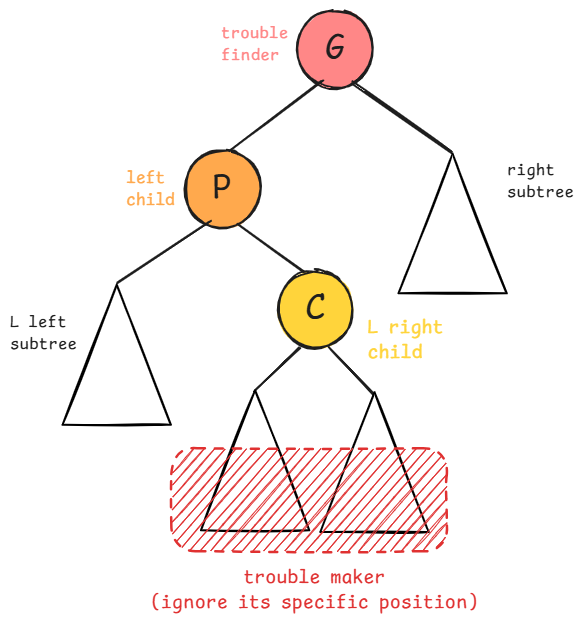 trouble
finder
G
left
child
P
right
subtree
L left
subtree
C
L right
child
trouble maker
(ignore its specific position)